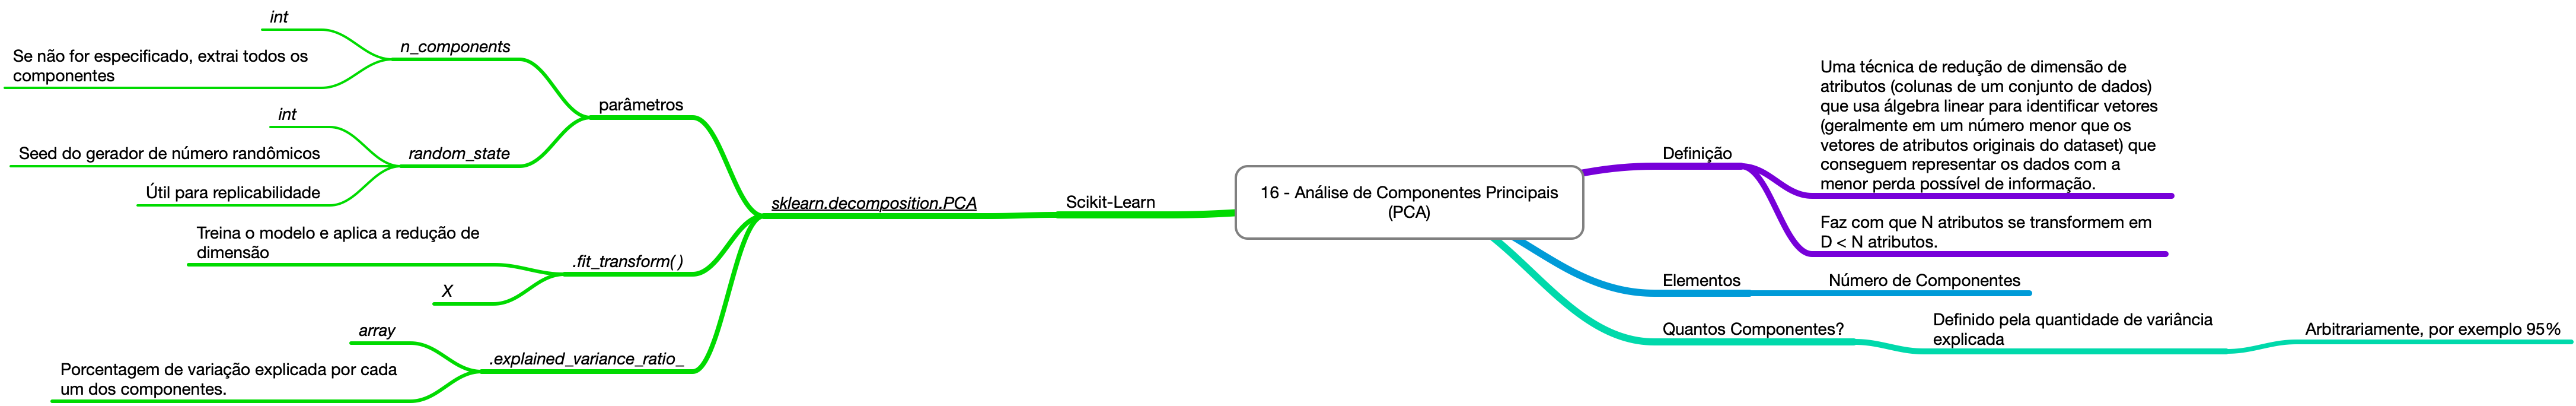 16 - Análise de Componentes Principais
(PCA)
Definição
Uma técnica de redução de dimensão de
atributos (colunas de um conjunto de dados)
que usa álgebra linear para identificar vetores
(geralmente em um número menor que os
vetores de atributos originais do dataset) que
conseguem representar os dados com a
menor perda possível de informação.
Faz com que N atributos se transformem em
D < N atributos.
Elementos
Número de Componentes
Quantos Componentes?
Definido pela quantidade de variância
explicada
Arbitrariamente, por exemplo 95%
Scikit-Learn
sklearn.decomposition.PCA
parâmetros
n_components
int
Se não for especificado, extrai todos os
componentes
random_state
int
Seed do gerador de número randômicos
Útil para replicabilidade
.fit_transform()
Treina o modelo e aplica a redução de
dimensão
X
.explained_variance_ratio_
array
Porcentagem de variação explicada por cada
um dos componentes.